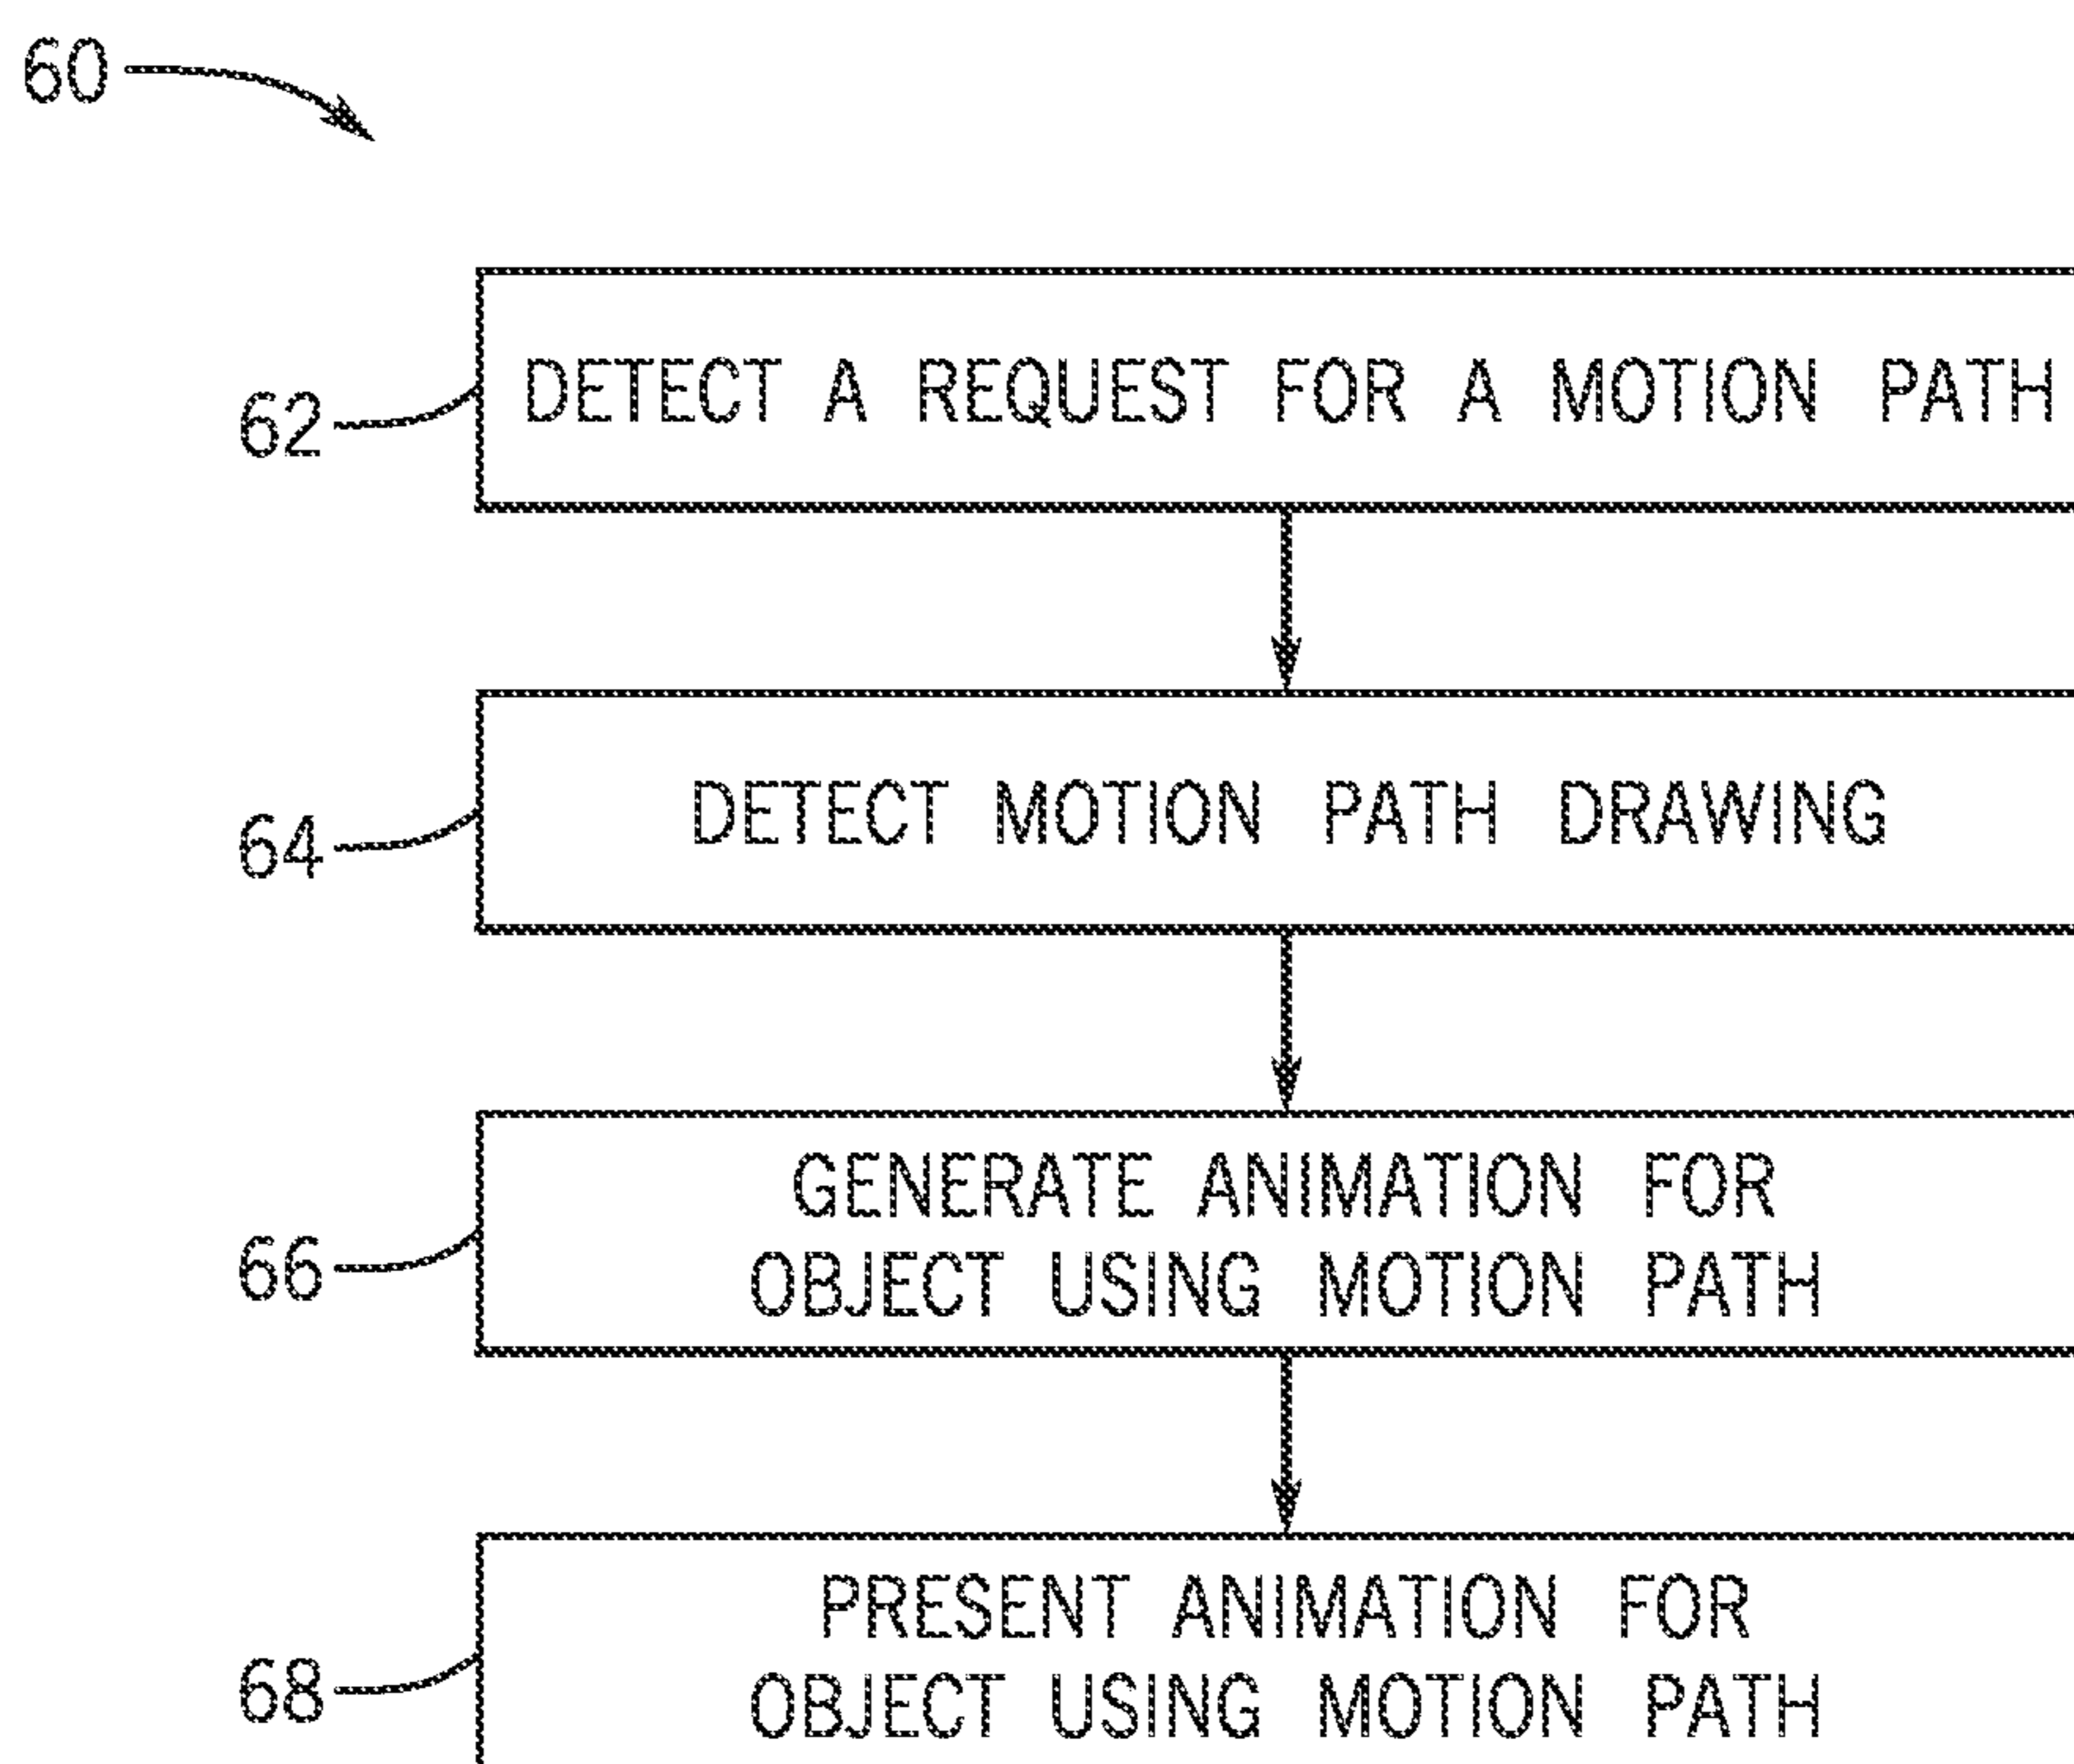 60
62
DETECT A REQUEST FOR A MOTION PATH
64
DETECT MOTION PATH DRAWING
66
GENERATE ANIMATION FOR
OBJECT USING MOTION PATH
68
PRESENT ANIMATION FOR
OBJECT USING MOTION PATH